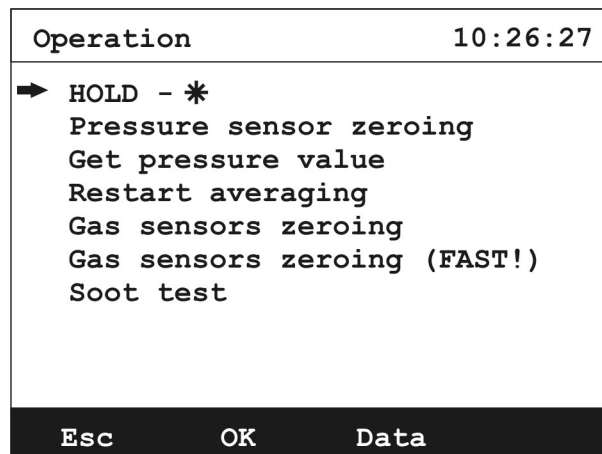 Operation 10:26:27
HOLD - *
Pressure sensor zeroing
Get pressure value
Restart averaging
Gas sensors zeroing
Gas sensors zeroing (FAST!)
Soot test
Esc OK Data